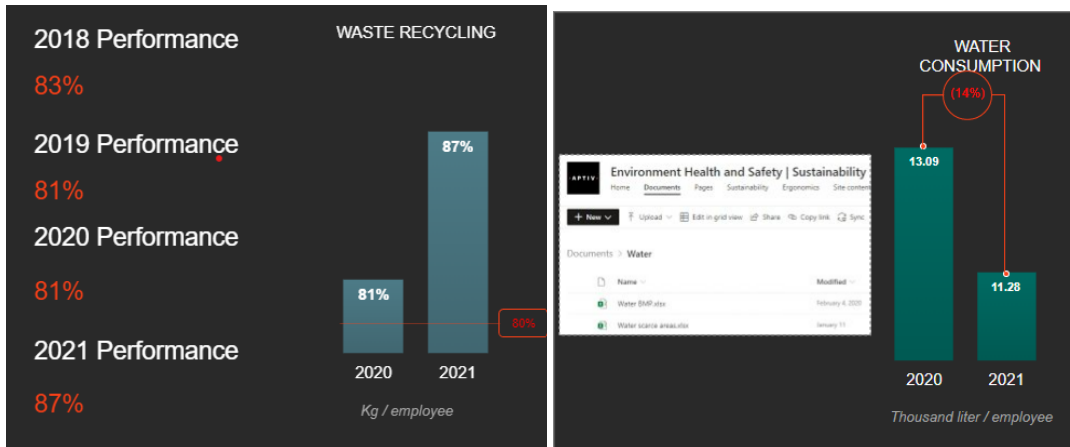 2018 Performance
83%
2019 Performance
81%
2020 Performance
81%
2021 Performance
87%
WASTE RECYCLING
87%
81%
80%
2020 2021
Kg / employee
WATER
CONSUMPTION
(14%)
13.09
11.28
2020 2021
Thousand liter / employee
• A P T I V •
Environment Health and Safety | Sustainability
Home Documents Pages Sustainability Ergonomics Site conten
+ New Upload Edit in grid view Share Copy link Sync
Documents > Water
Name Modified
Water BMP.xlsx February 6, 2020
Water scarce areas.xlsx January 11